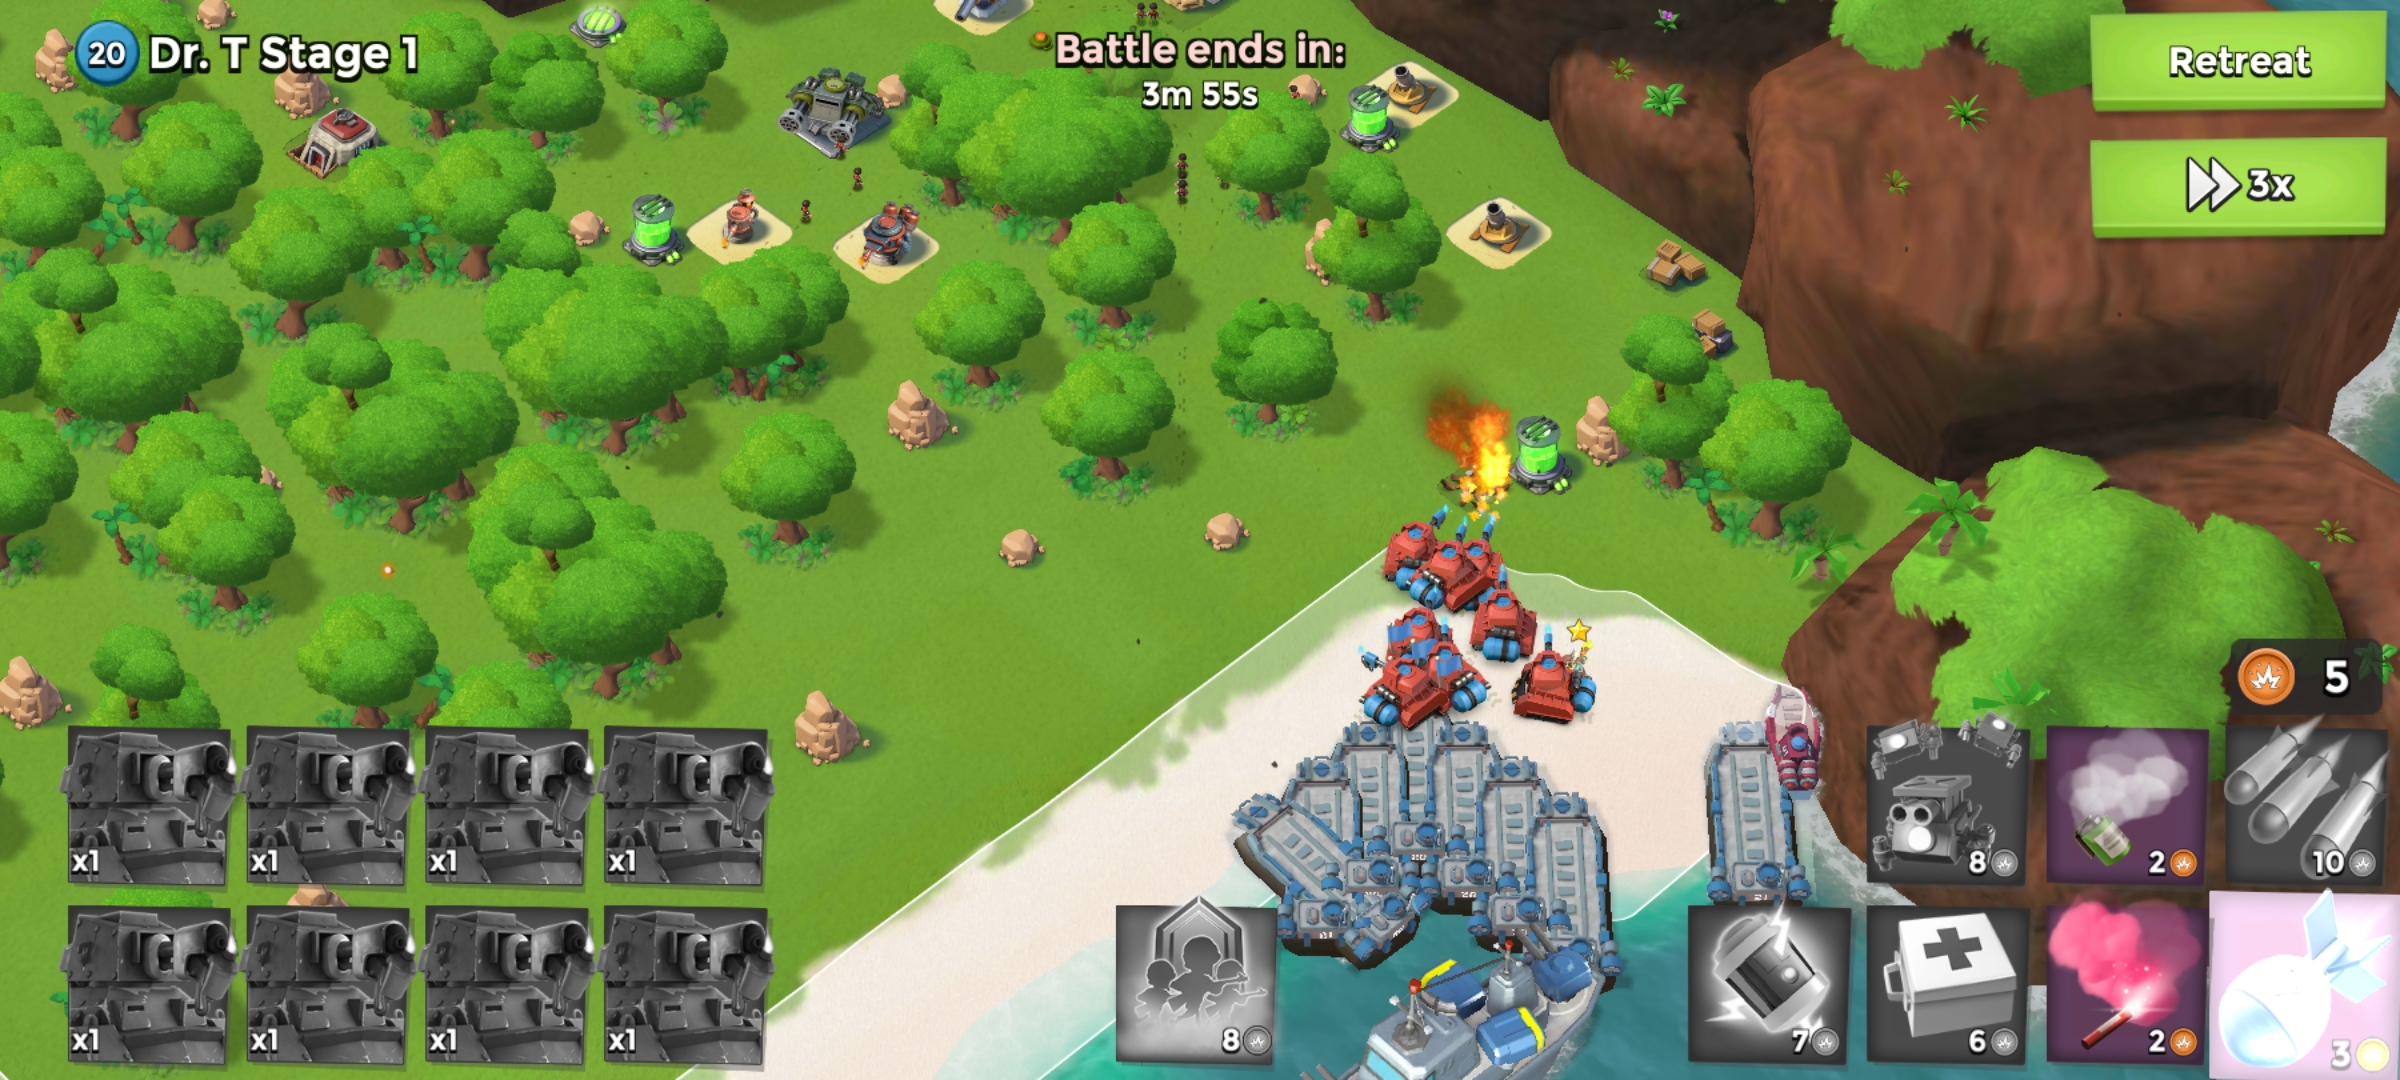 20 Dr. T Stage 1
Battle ends in:
3m 55s
Retreat
3x
5
x1 x1 x1 x1
8 2 10
x1 x1 x1 x1
8 7 6 2 3